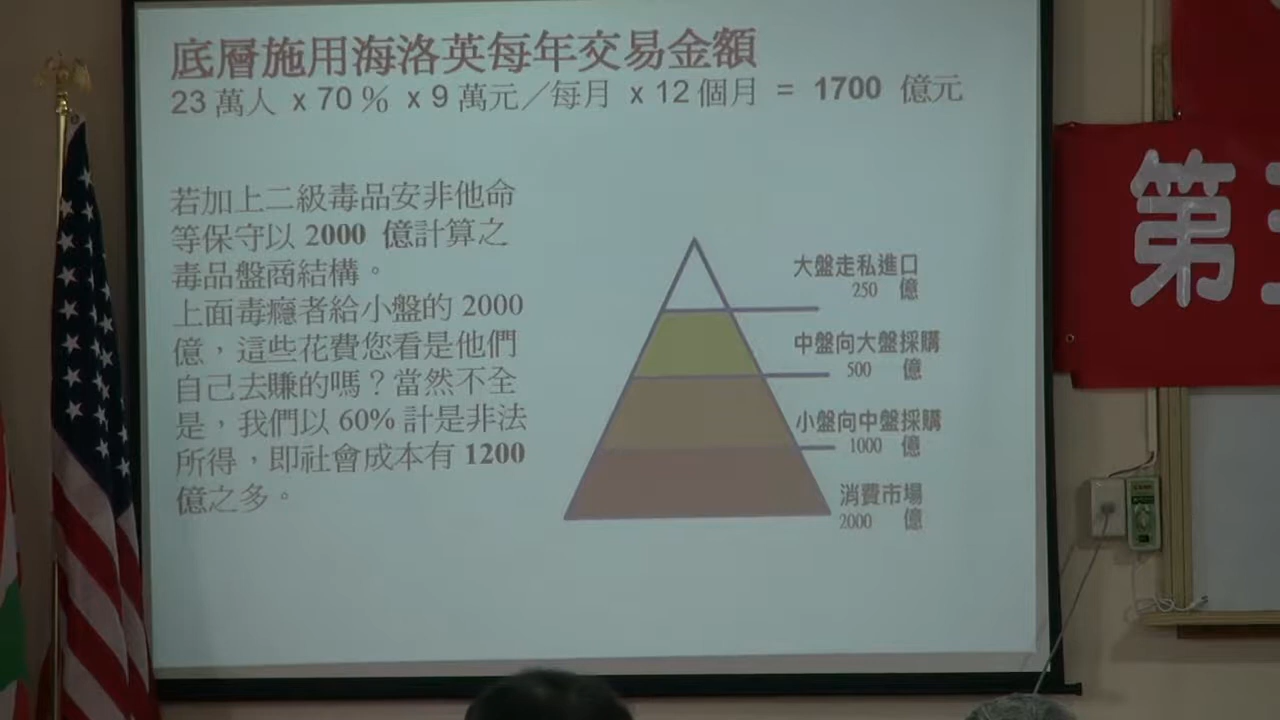 底層施用海洛英每年交易金額
23 萬人 x 70 % x 9 萬元／每月 x 12 個月 = 1700 億元
若加上二級毒品安非他命
等保守以 2000 億計算之
毒品盤商結構。
上面毒癮者給小盤的 2000
億，這些花費您看是他們
自己去賺的嗎？當然不全
是，我們以 60% 計是非法
所得，即社會成本有 1200
億之多。
大盤走私進口
250 億
中盤向大盤採購
500 億
小盤向中盤採購
1000 億
消費市場
2000 億
第